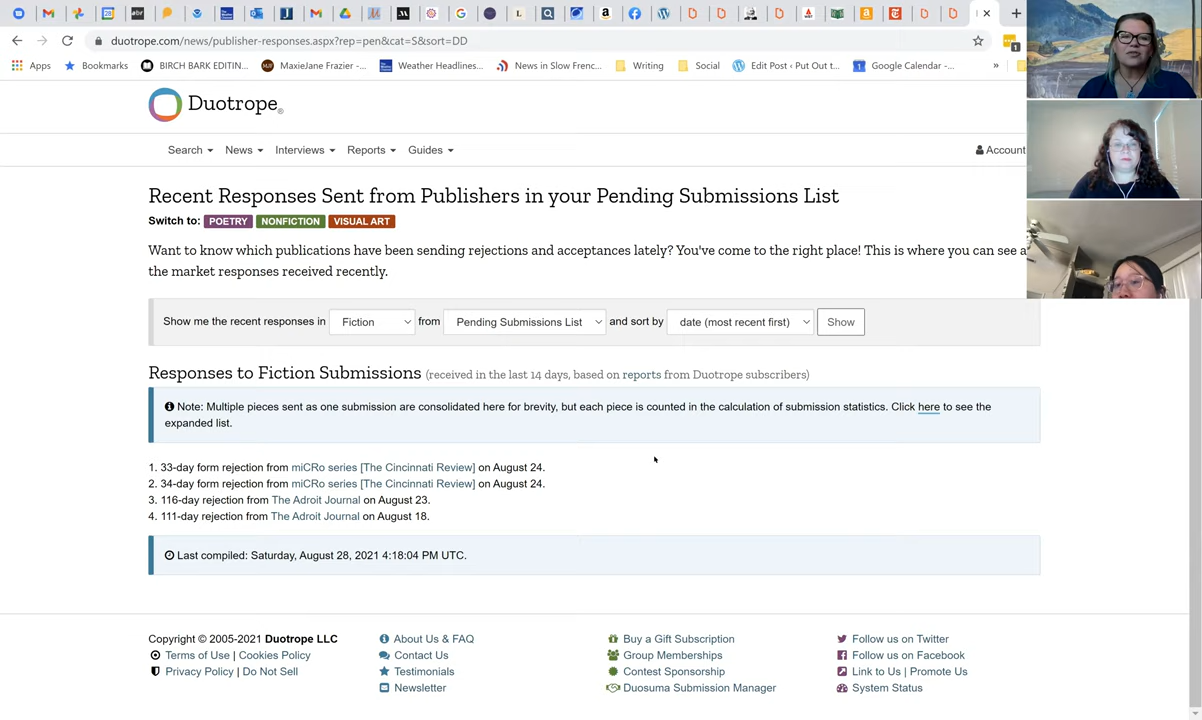 duotrope.com/news/publisher-responses.aspx?rep=pen&cat=S&sort=DD
Apps Bookmarks BIRCH BARK EDITIN... MaxieJane Frazier -... Weather Headlines... News in Slow Frenc... Writing Social Edit Post ‹ Put Out t... Google Calendar -... »
Duotrope®
Search News Interviews Reports Guides Account
Recent Responses Sent from Publishers in your Pending Submissions List
Switch to: POETRY NONFICTION VISUAL ART
Want to know which publications have been sending rejections and acceptances lately? You've come to the right place! This is where you can see a
the market responses received recently.
Show me the recent responses in Fiction from Pending Submissions List and sort by date (most recent first) Show
Responses to Fiction Submissions (received in the last 14 days, based on reports from Duotrope subscribers)
Note: Multiple pieces sent as one submission are consolidated here for brevity, but each piece is counted in the calculation of submission statistics. Click here to see the
expanded list.
1. 33-day form rejection from miCRo series [The Cincinnati Review] on August 24.
2. 34-day form rejection from miCRo series [The Cincinnati Review] on August 24.
3. 116-day rejection from The Adroit Journal on August 23.
4. 111-day rejection from The Adroit Journal on August 18.
Last compiled: Saturday, August 28, 2021 4:18:04 PM UTC.
Copyright © 2005-2021 Duotrope LLC
Terms of Use | Cookies Policy
Privacy Policy | Do Not Sell
About Us & FAQ
Contact Us
Testimonials
Newsletter
Buy a Gift Subscription
Group Memberships
Contest Sponsorship
Duosuma Submission Manager
Follow us on Twitter
Follow us on Facebook
Link to Us | Promote Us
System Status